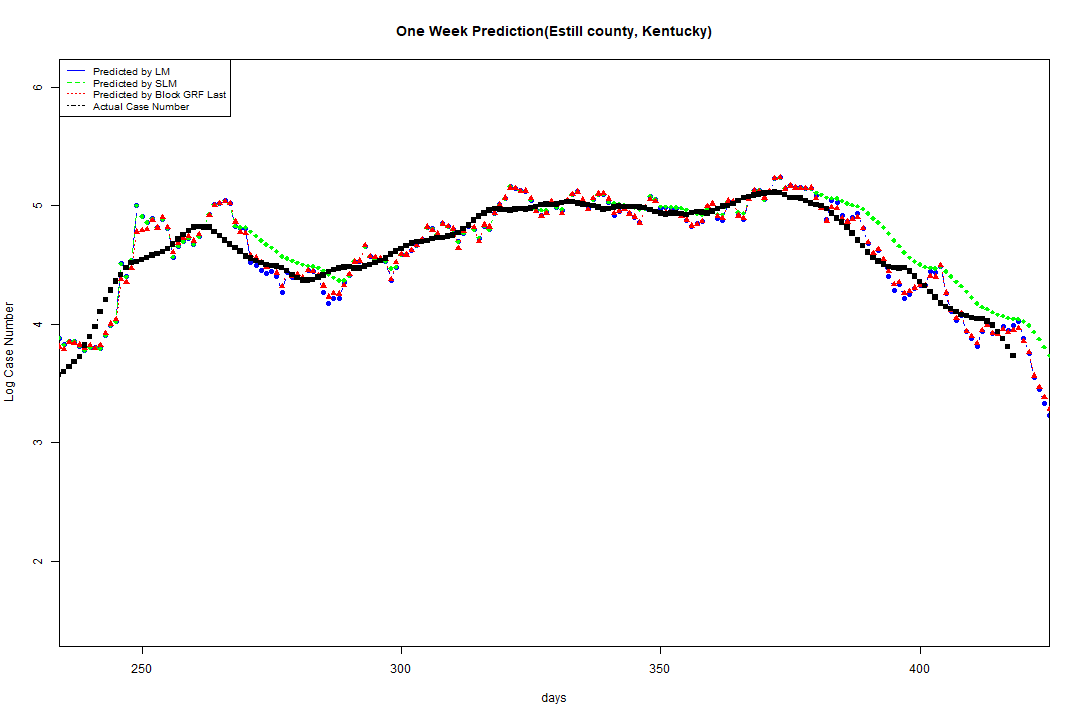 One Week Prediction(Estill county, Kentucky)
Predicted by LM
Predicted by SLM
Predicted by Block GRF Last
Actual Case Number
6
5
4
3
2
Log Case Number
250 300 350 400
days